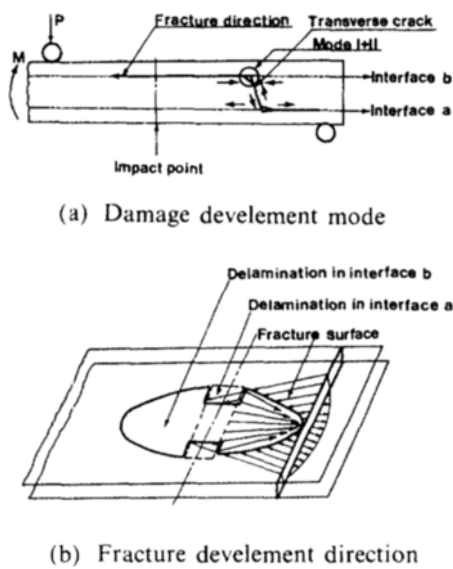 P
Fracture direction
Transverse crack
Mode I+II
M
Interface b
Interface a
Impact point
(a) Damage develement mode
Delamination in interface b
Delamination in interface a
Fracture surface
(b) Fracture develement direction